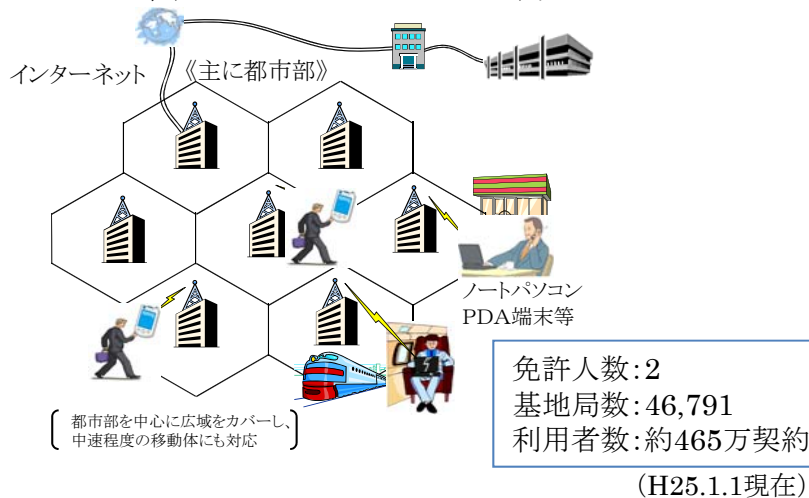 インターネット
《主に都市部》
ノートパソコン
PDA端末等
都市部を中心に広域をカバーし、
中速程度の移動体にも対応
免許人数:2
基地局数:46,791
利用者数:約465万契約
(H25.1.1現在)